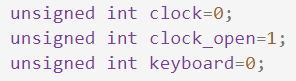 unsigned int clock=0;
unsigned int clock_open=1;
unsigned int keyboard=0;